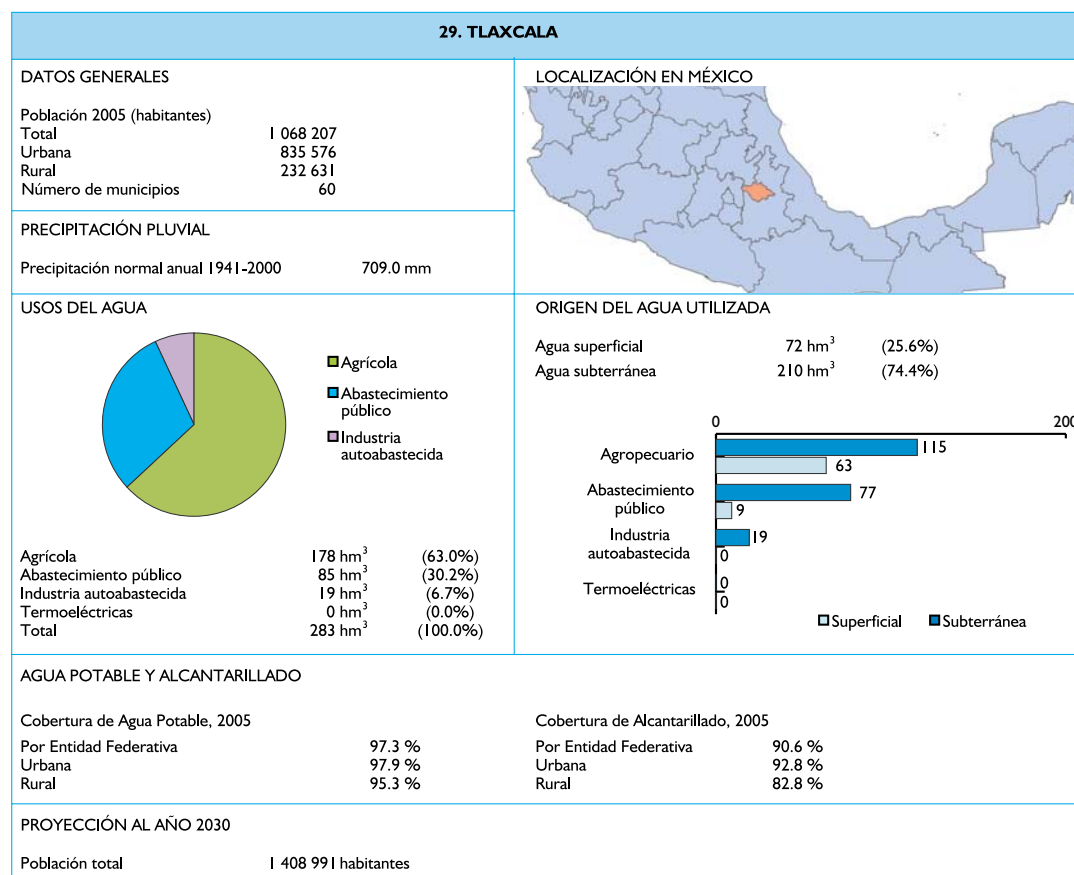 29. TLAXCALA
DATOS GENERALES
Población 2005 (habitantes)
Total 1 068 207
Urbana 835 576
Rural 232 631
Número de municipios 60
LOCALIZACIÓN EN MÉXICO
PRECIPITACIÓN PLUVIAL
Precipitación normal anual 1941-2000 709.0 mm
USOS DEL AGUA
Agrícola
Abastecimiento
público
Industria
autoabastecida
Agrícola 178 hm³ (63.0%)
Abastecimiento público 85 hm³ (30.2%)
Industria autoabastecida 19 hm³ (6.7%)
Termoeléctricas 0 hm³ (0.0%)
Total 283 hm³ (100.0%)
ORIGEN DEL AGUA UTILIZADA
Agua superficial 72 hm³ (25.6%)
Agua subterránea 210 hm³ (74.4%)
0 200
Agropecuario 115
63
Abastecimiento
público 77
9
Industria
autoabastecida 19
0
Termoeléctricas 0
0
Superficial Subterránea
AGUA POTABLE Y ALCANTARILLADO
Cobertura de Agua Potable, 2005
Por Entidad Federativa 97.3 %
Urbana 97.9 %
Rural 95.3 %
Cobertura de Alcantarillado, 2005
Por Entidad Federativa 90.6 %
Urbana 92.8 %
Rural 82.8 %
PROYECCIÓN AL AÑO 2030
Población total 1 408 991 habitantes